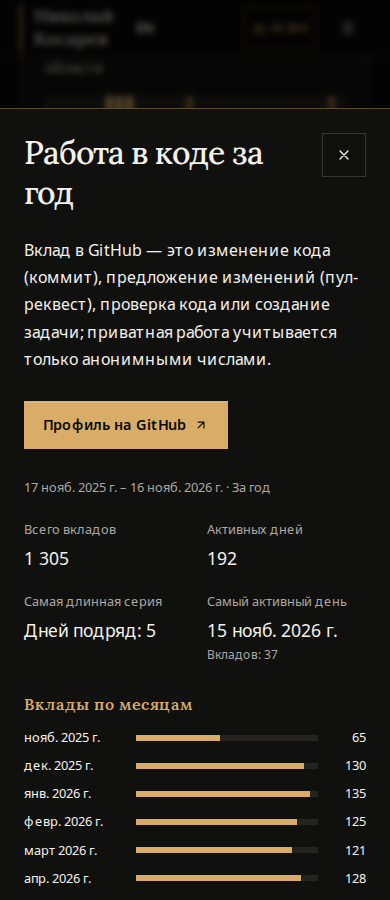 Николай
Косарев
EN
области
Работа в коде за
год
Вклад в GitHub — это изменение кода
(коммит), предложение изменений (пул-
реквест), проверка кода или создание
задачи; приватная работа учитывается
только анонимными числами.
Профиль на GitHub
17 нояб. 2025 г. – 16 нояб. 2026 г. · За год
Всего вкладов
1 305
Активных дней
192
Самая длинная серия
Дней подряд: 5
Самый активный день
15 нояб. 2026 г.
Вкладов: 37
Вклады по месяцам
нояб. 2025 г. 65
дек. 2025 г. 130
янв. 2026 г. 135
февр. 2026 г. 125
март 2026 г. 121
апр. 2026 г. 128